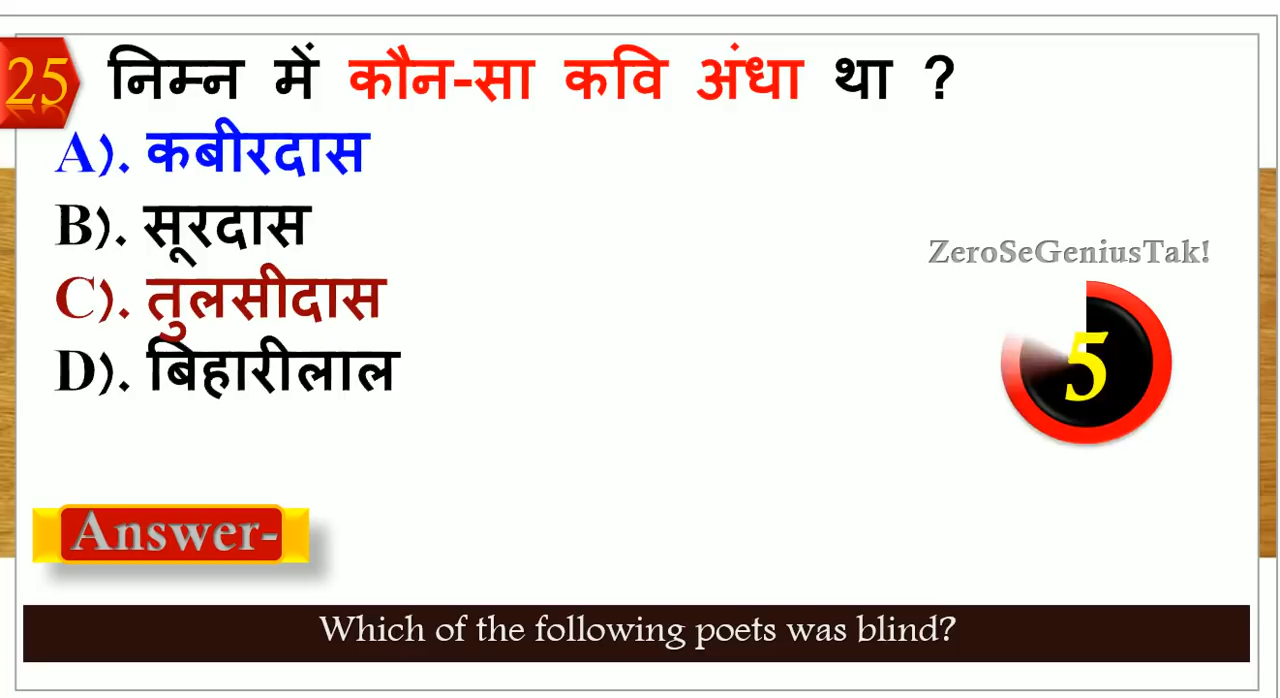 25 निम्न में कौन-सा कवि अंधा था ?
A). कबीरदास
B). सूरदास
C). तुलसीदास
D). बिहारीलाल
ZeroSeGeniusTak!
5
Answer-
Which of the following poets was blind?